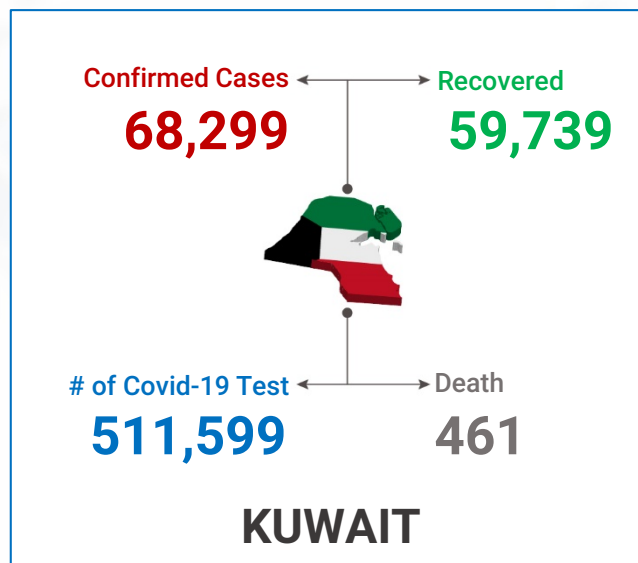 Confirmed Cases
68,299
Recovered
59,739
# of Covid-19 Test
511,599
Death
461
KUWAIT